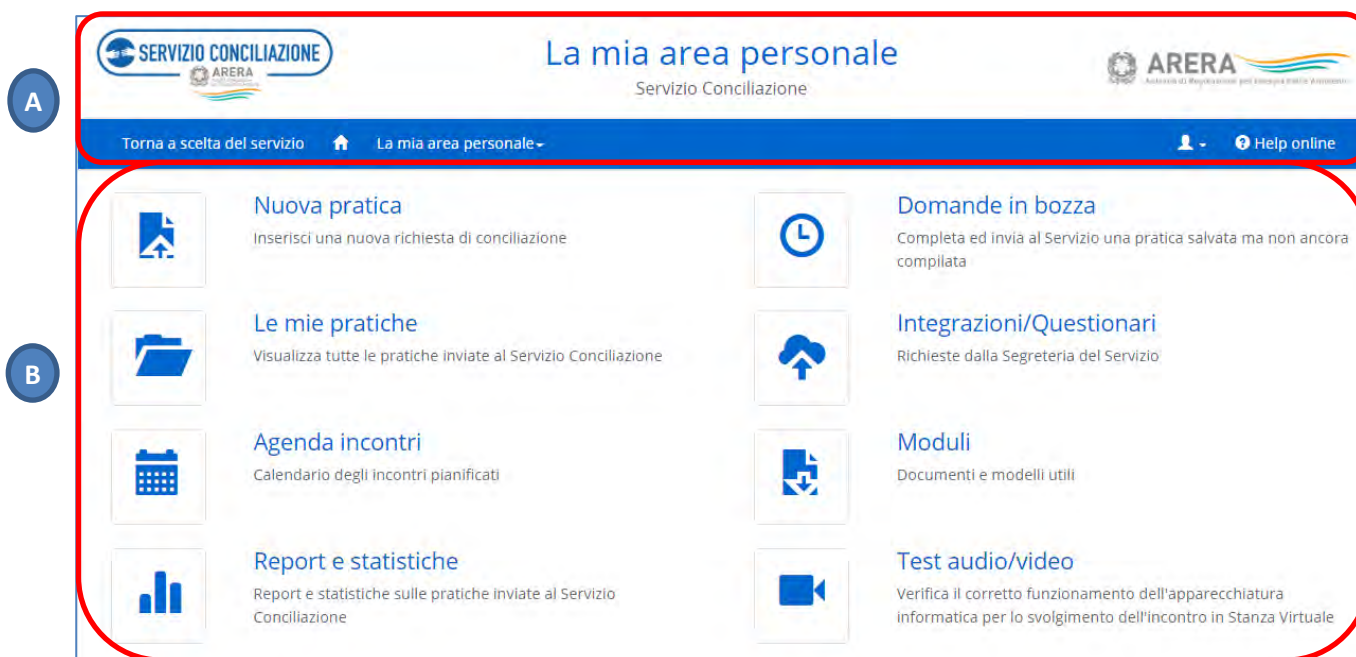 SERVIZIO CONCILIAZIONE
ARERA
La mia area personale
Servizio Conciliazione
ARERA
A
Torna a scelta del servizio
La mia area personale
Help online
Nuova pratica
Inserisci una nuova richiesta di conciliazione
Domande in bozza
Completa ed invia al Servizio una pratica salvata ma non ancora
compilata
Le mie pratiche
Visualizza tutte le pratiche inviate al Servizio Conciliazione
Integrazioni/Questionari
Richieste dalla Segreteria del Servizio
B
Agenda incontri
Calendario degli incontri pianificati
Moduli
Documenti e modelli utili
Report e statistiche
Report e statistiche sulle pratiche inviate al Servizio
Conciliazione
Test audio/video
Verifica il corretto funzionamento dell'apparecchiatura
informatica per lo svolgimento dell'incontro in Stanza Virtuale